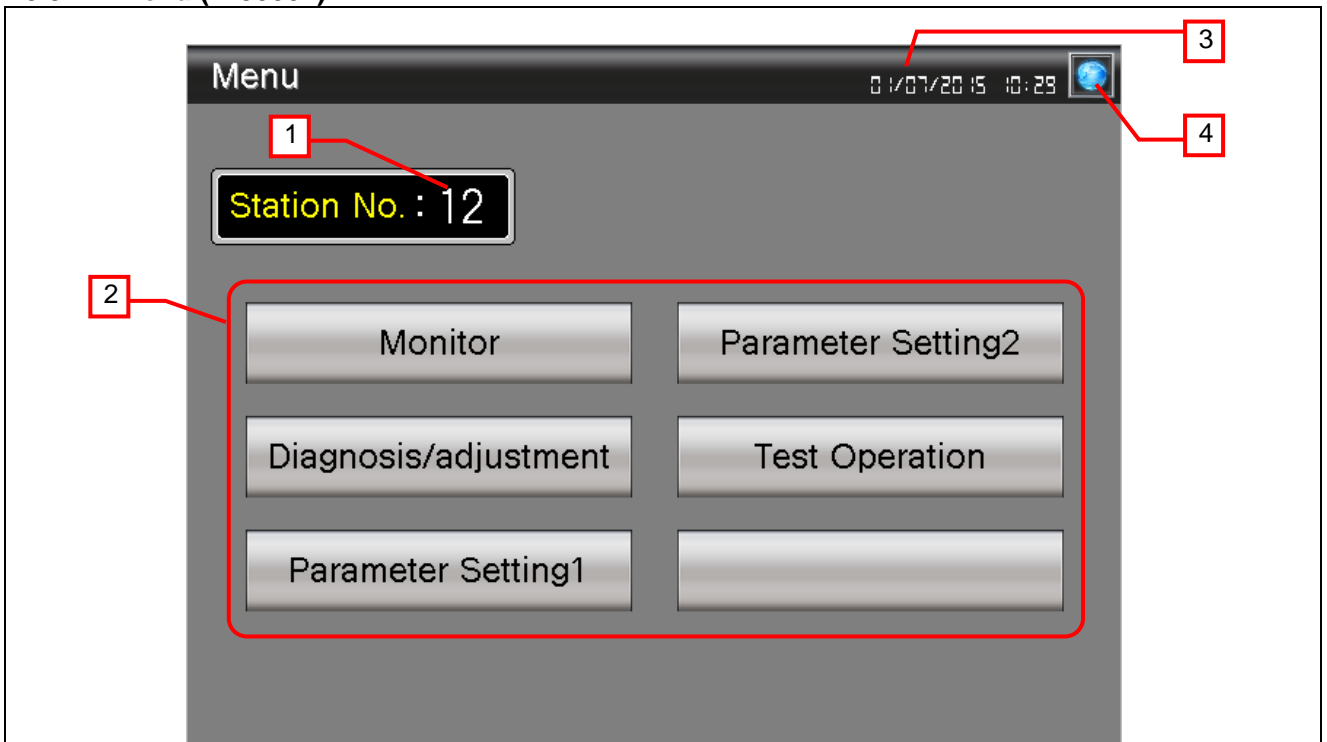 Menu
01/07/2015 10:29
3
4
1
Station No. : 12
2
Monitor
Parameter Setting2
Diagnosis/adjustment
Test Operation
Parameter Setting1